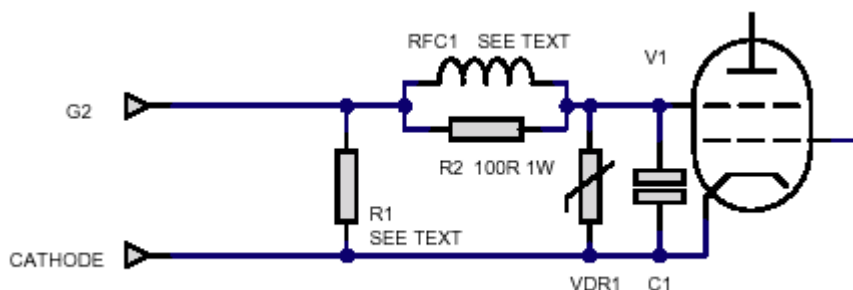 RFC1 SEE TEXT
V1
G2
R2 100R 1W
R1
SEE TEXT
CATHODE
VDR1
C1